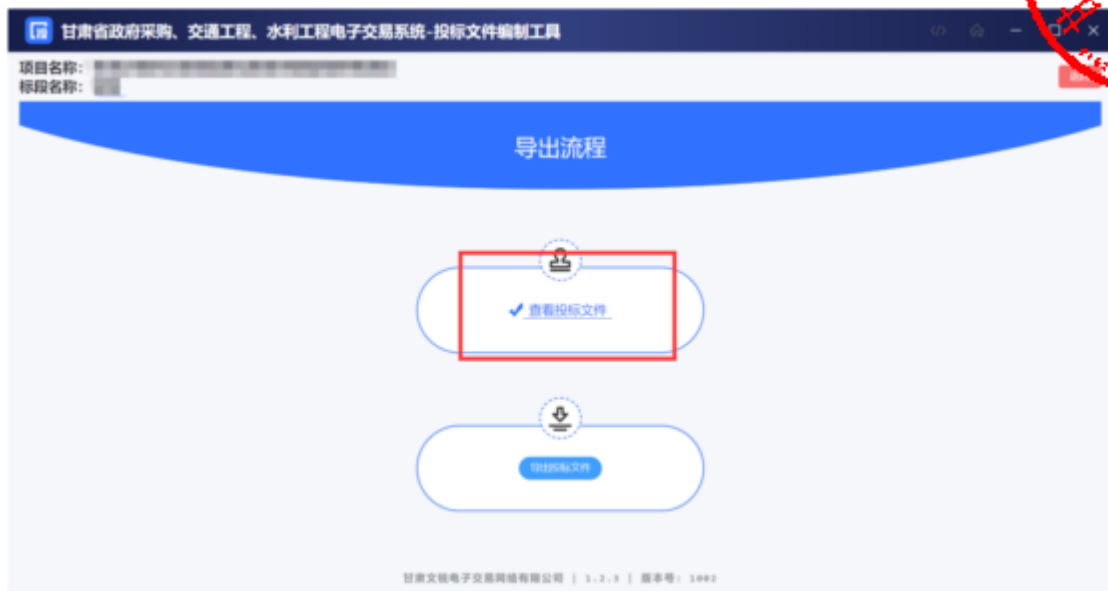 甘肃省政府采购、交通工程、水利工程电子交易系统-投标文件编制工具
项目名称：
标段名称：
导出流程
查看投标文件
导出投标文件
甘肃文锐电子交易网络有限公司 | 1.2.3 | 版本号: 1002